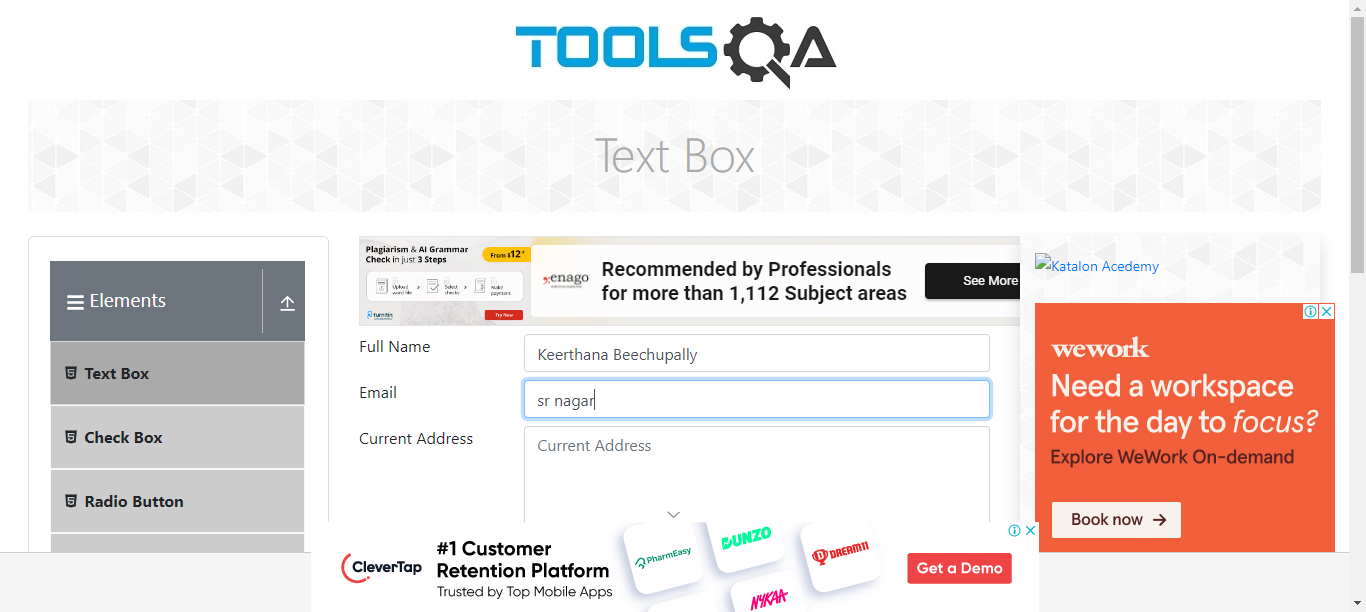 TOOLSQA
Text Box
Elements
Text Box
Check Box
Radio Button
Plagiarism & AI Grammar
Check in just 3 Steps
From $12*
Upload
word file
Select
checks
Make
payment
turnitin
Try Now
enago
Recommended by Professionals
for more than 1,112 Subject areas
See More
Full Name
Keerthana Beechupally
Email
sr nagar
Current Address
Current Address
Katalon Acedemy
wework
Need a workspace
for the day to focus?
Explore WeWork On-demand
Book now →
CleverTap
#1 Customer
Retention Platform
Trusted by Top Mobile Apps
PharmEasy
DUNZO
DREAM11
NYKAA
Get a Demo